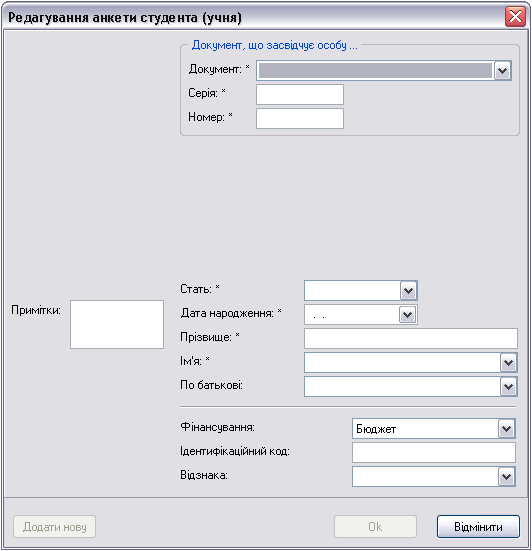 Редагування анкети студента (учня)
Документ, що засвідчує особу ...
Документ: *
Серія: *
Номер: *
Стать: *
Примітки:
Дата народження: *
. .
Прізвище: *
Ім'я: *
По батькові:
Фінансування: Бюджет
Ідентифікаційний код:
Відзнака:
Додати нову Ok Відмінити